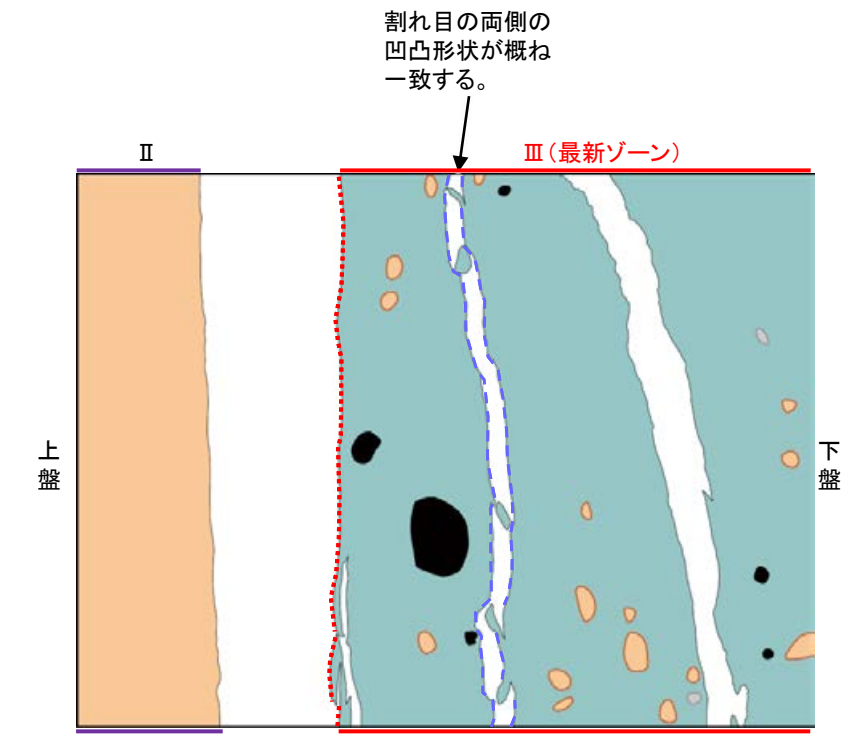 割れ目の両側の
凹凸形状が概ね
一致する。
Ⅱ
Ⅲ（最新ゾーン）
上盤
下盤